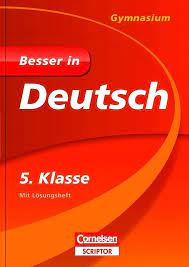 Gymnasium
Besser in
Deutsch
5. Klasse
Mit Lösungsheft
Cornelsen
SCRIPTOR